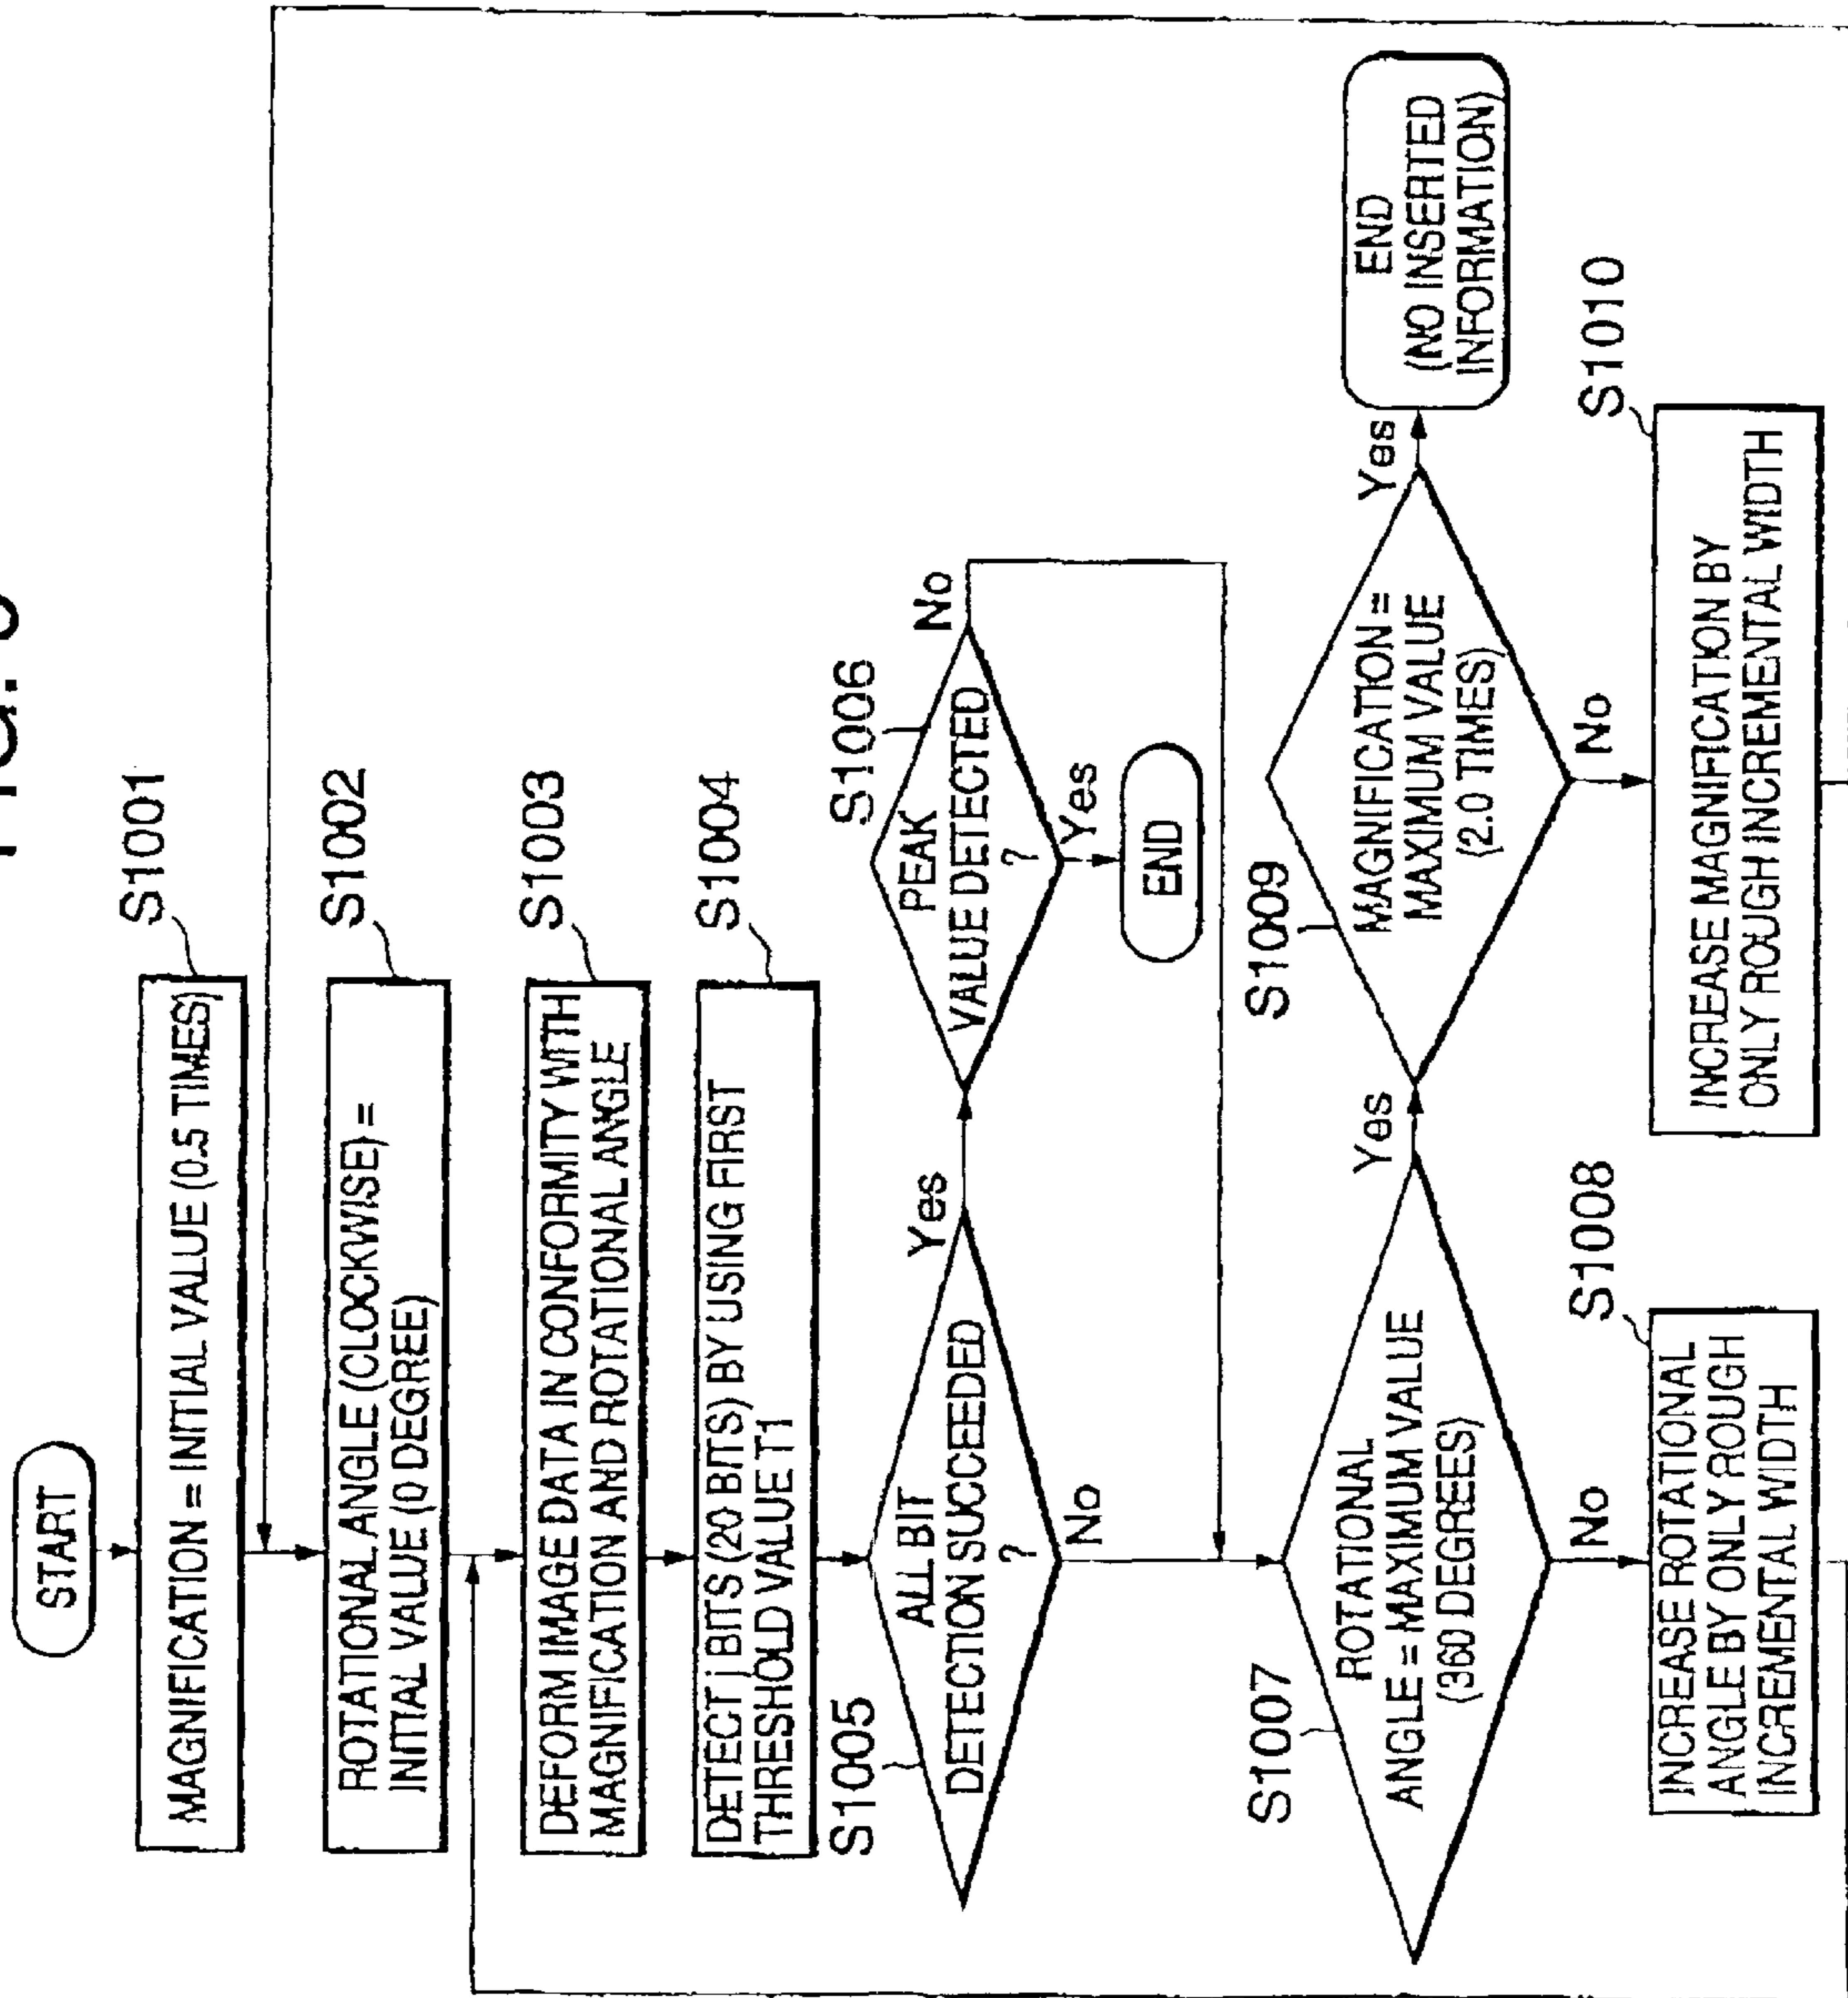 START
S1001
MAGNIFICATION = INITIAL VALUE (0.5 TIMES)
S1002
ROTATIONAL ANGLE (CLOCKWISE) =
INITIAL VALUE (0 DEGREE)
S1003
DEFORM IMAGE DATA IN CONFORMITY WITH
MAGNIFICATION AND ROTATIONAL ANGLE
S1004
DETECT j BITS (20 BITS) BY USING FIRST
THRESHOLD VALUE T1
S1005
ALL BIT
DETECTION SUCCEEDED
?
Yes
No
S1006
PEAK
VALUE DETECTED
?
No
Yes
END
S1007
ROTATIONAL
ANGLE = MAXIMUM VALUE
(360 DEGREES)
Yes
No
S1008
INCREASE ROTATIONAL
ANGLE BY ONLY ROUGH
INCREMENTAL WIDTH
S1009
MAGNIFICATION =
MAXIMUM VALUE
(2.0 TIMES)
Yes
No
END
(NO INSERTED
INFORMATION)
S1010
INCREASE MAGNIFICATION BY
ONLY ROUGH INCREMENTAL WIDTH